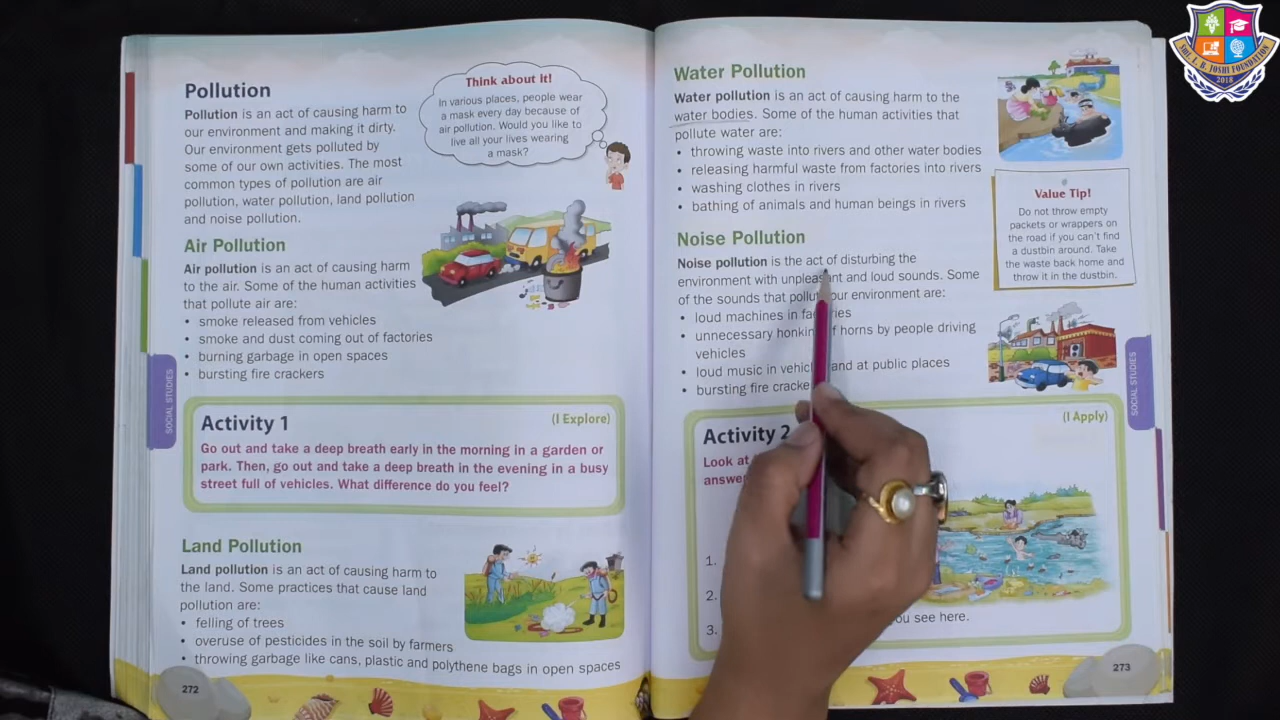 Pollution
Pollution is an act of causing harm to
our environment and making it dirty.
Our environment gets polluted by
some of our own activities. The most
common types of pollution are air
pollution, water pollution, land pollution
and noise pollution.
Think about it!
In various places, people wear
a mask every day because of
air pollution. Would you like to
live all your lives wearing
a mask?
Air Pollution
Air pollution is an act of causing harm
to the air. Some of the human activities
that pollute air are:
• smoke released from vehicles
• smoke and dust coming out of factories
• burning garbage in open spaces
• bursting fire crackers
SOCIAL STUDIES
Activity 1
(I Explore)
Go out and take a deep breath early in the morning in a garden or
park. Then, go out and take a deep breath in the evening in a busy
street full of vehicles. What difference do you feel?
Land Pollution
Land pollution is an act of causing harm to
the land. Some practices that cause land
pollution are:
• felling of trees
• overuse of pesticides in the soil by farmers
• throwing garbage like cans, plastic and polythene bags in open spaces
272
Water Pollution
Water pollution is an act of causing harm to the
water bodies. Some of the human activities that
pollute water are:
• throwing waste into rivers and other water bodies
• releasing harmful waste from factories into rivers
• washing clothes in rivers
• bathing of animals and human beings in rivers
Value Tip!
Do not throw empty
packets or wrappers on
the road if you can't find
a dustbin around. Take
the waste back home and
throw it in the dustbin.
Noise Pollution
Noise pollution is the act of disturbing the
environment with unpleasant and loud sounds. Some
of the sounds that pollute our environment are:
• loud machines in factories
• unnecessary honking of horns by people driving
vehicles
• loud music in vehicles and at public places
• bursting fire
SOCIAL STUDIES
Activity 2
(I Apply)
Look at
1.
2.
3.
you see here.
273
SMT. L. B. JOSHI FOUNDATION
2018